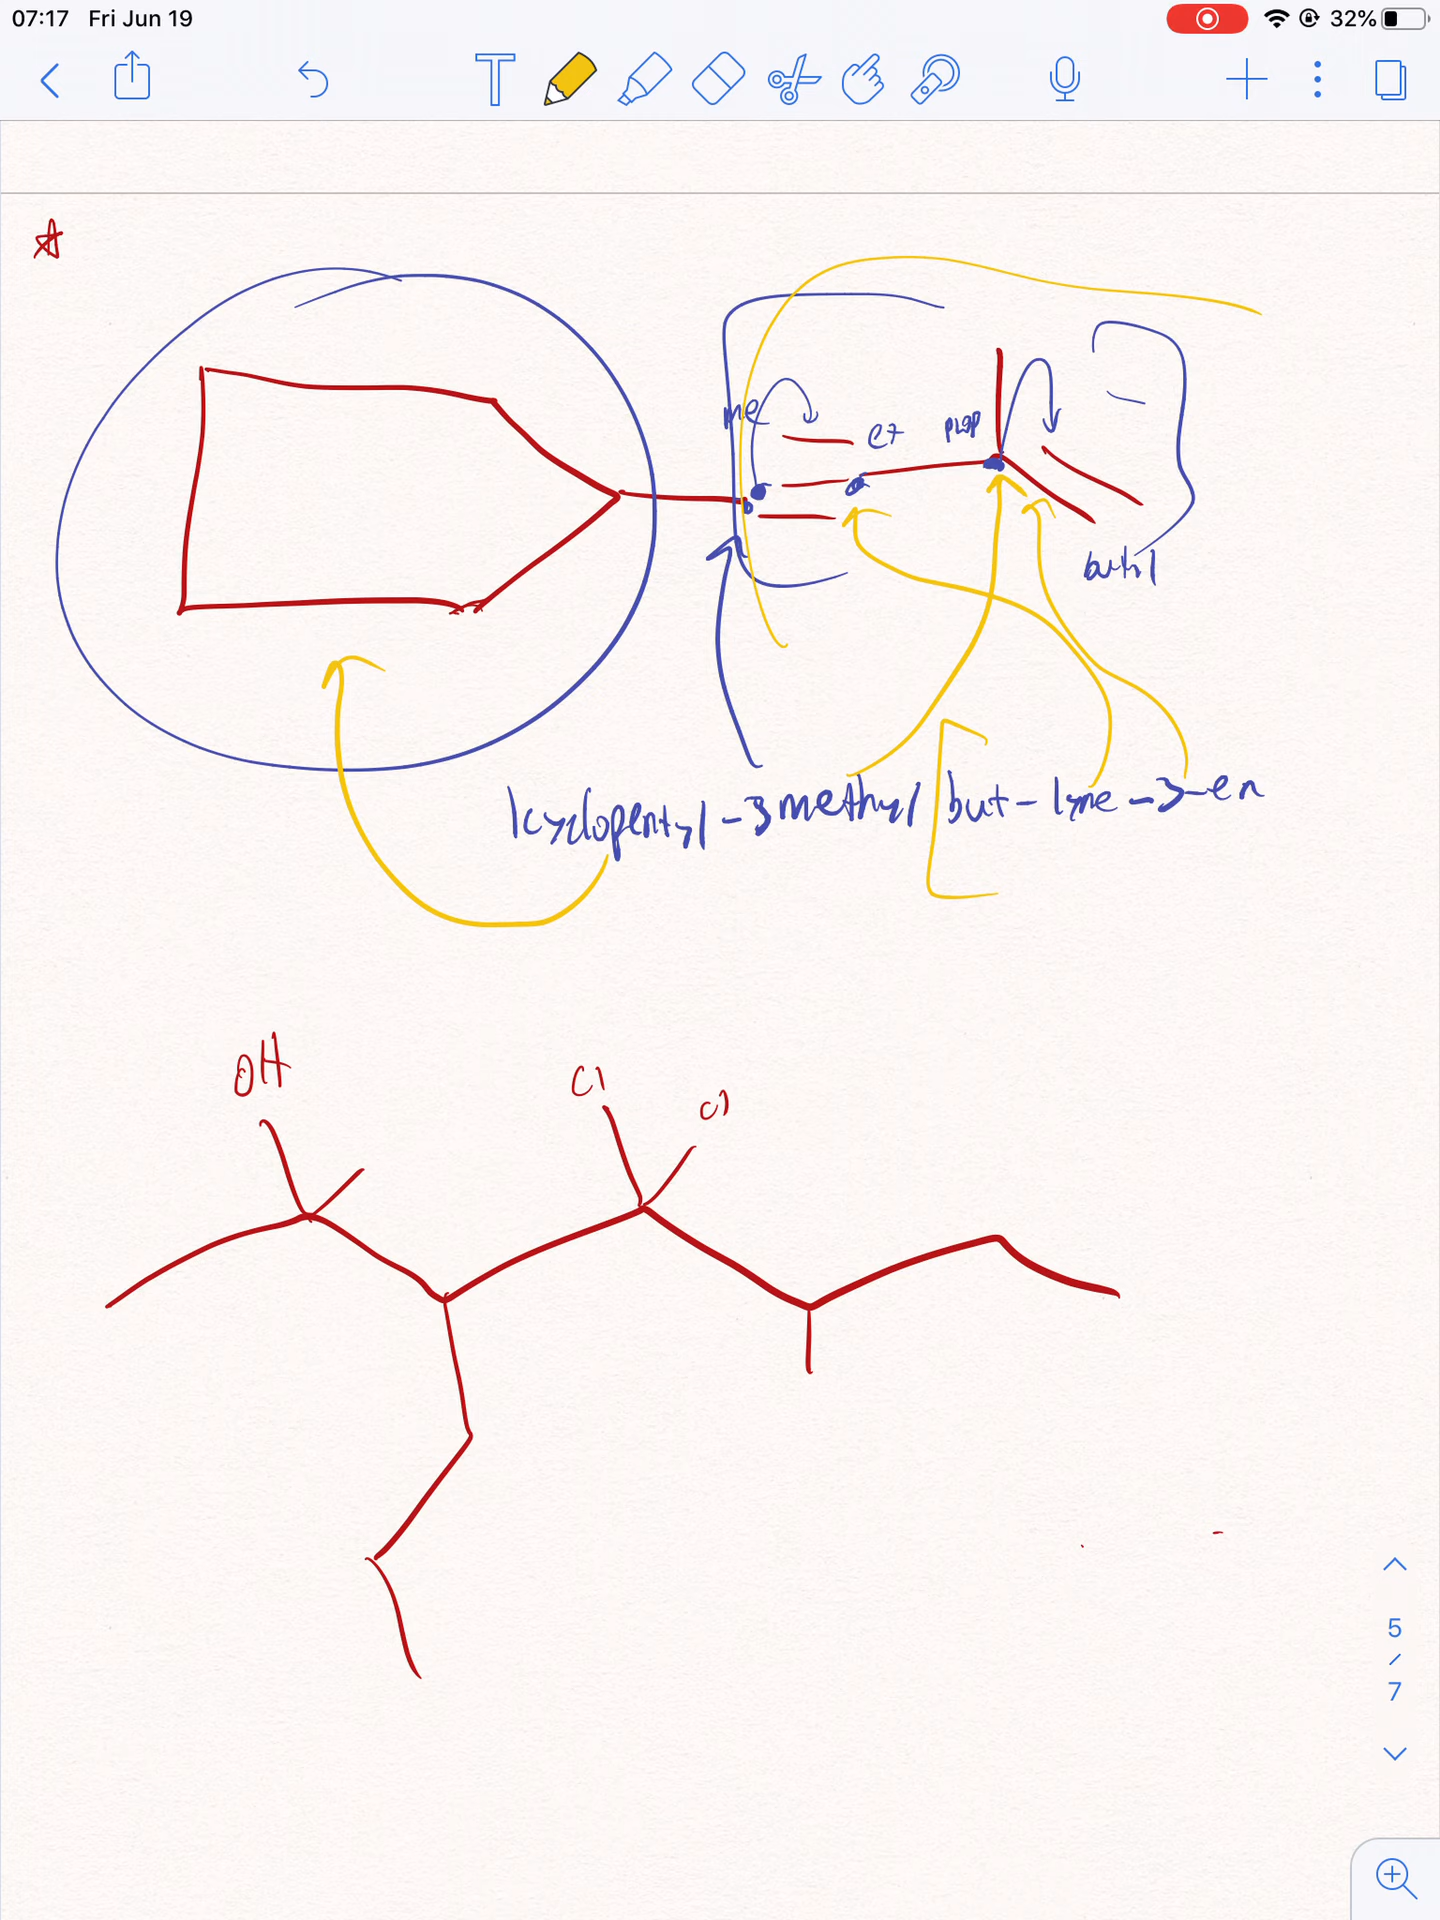 07:17 Fri Jun 19 32%
T
me et prop
butyl
1cyclopentyl-3methyl but-1yne-3-en
OH Cl Cl
5
/
7